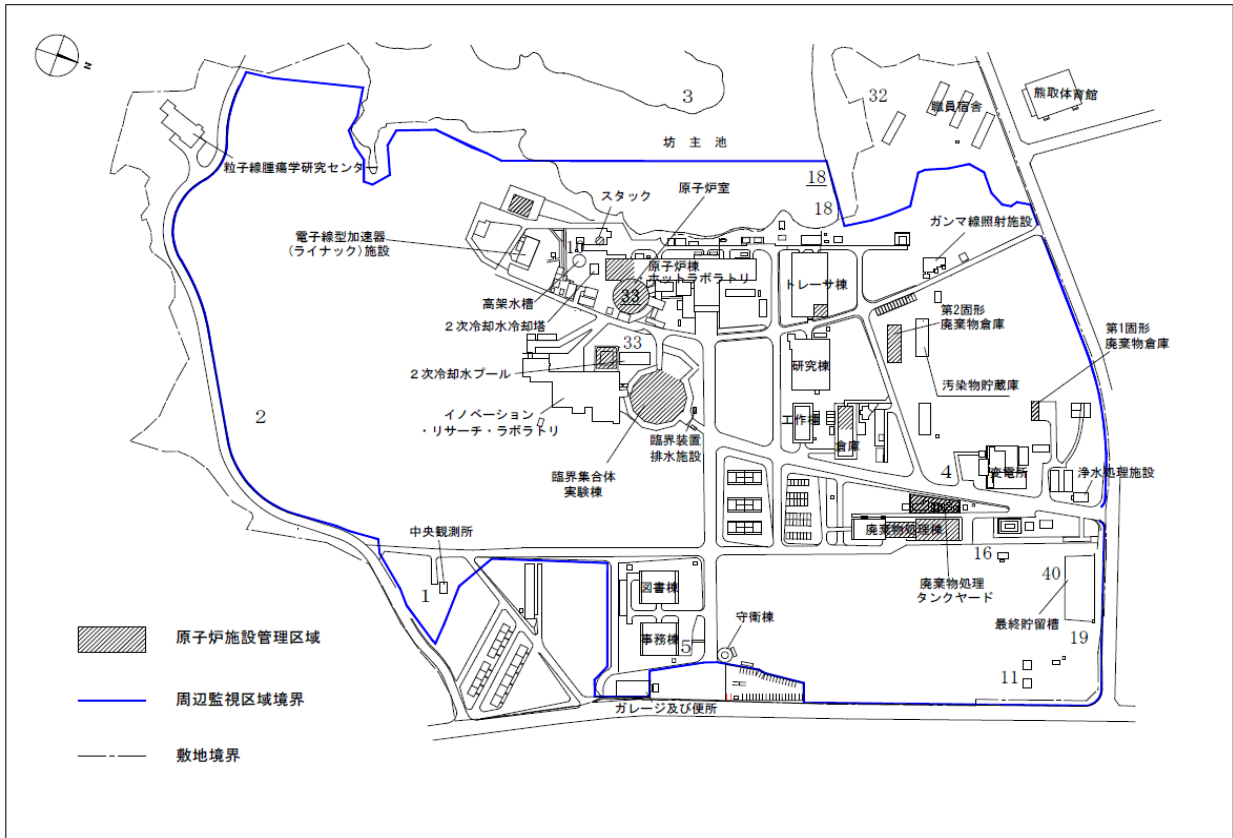 N
3
32
職員宿舎
熊取体育館
坊主池
粒子線腫瘍学研究センター
18
18
スタック
原子炉室
ガンマ線照射施設
電子線型加速器
(ライナック)施設
原子炉棟
・ホットラボラトリ
33
トレーサ棟
高架水槽
第2固形
廃棄物倉庫
第1固形
廃棄物倉庫
2次冷却水冷却塔
33
2次冷却水プール
研究棟
汚染物貯蔵庫
2
イノベーション
・リサーチ・ラボラトリ
工作棟
倉庫
臨界装置
排水施設
臨界集合体
実験棟
4
変電所
浄水処理施設
中央観測所
廃棄物処理棟
16
廃棄物処理
タンクヤード
40
1
図書棟
最終貯留槽
19
守衛棟
事務棟
5
11
ガレージ及び便所
原子炉施設管理区域
周辺監視区域境界
敷地境界